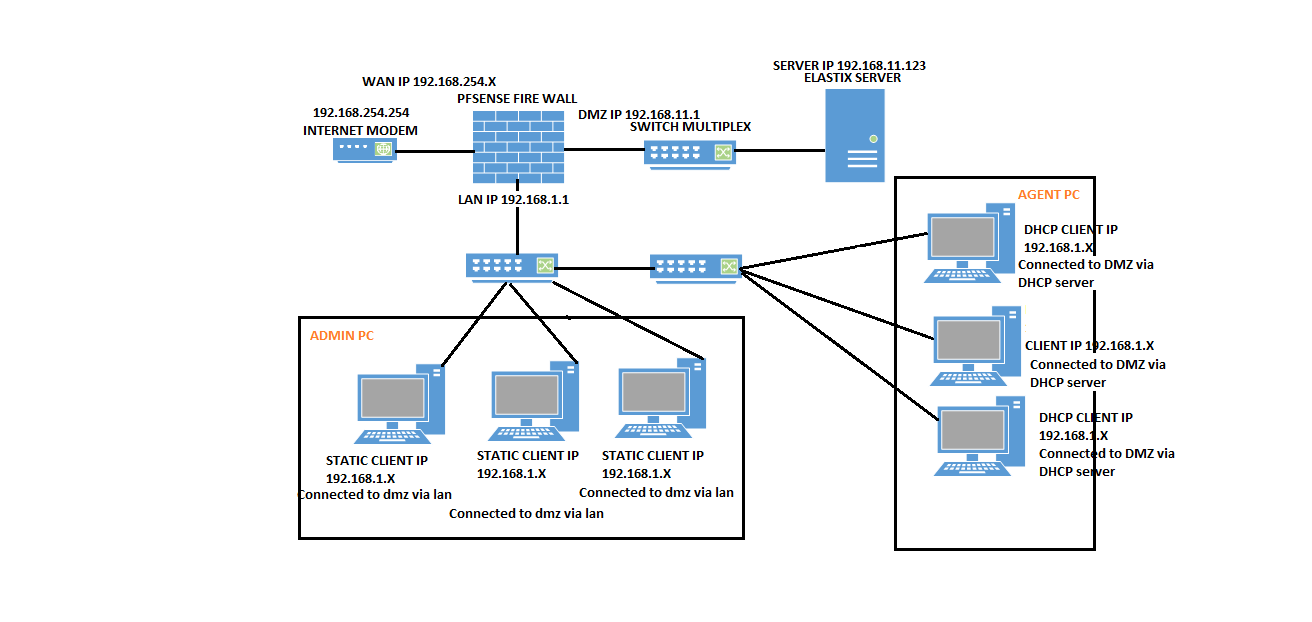 SERVER IP 192.168.11.123
ELASTIX SERVER
WAN IP 192.168.254.X
PFSENSE FIRE WALL
192.168.254.254
INTERNET MODEM
DMZ IP 192.168.11.1
SWITCH MULTIPLEX
LAN IP 192.168.1.1
AGENT PC
DHCP CLIENT IP
192.168.1.X
Connected to DMZ via
DHCP server
CLIENT IP 192.168.1.X
Connected to DMZ via
DHCP server
DHCP CLIENT IP
192.168.1.X
Connected to DMZ via
DHCP server
ADMIN PC
STATIC CLIENT IP
192.168.1.X
Connected to dmz via lan
STATIC CLIENT IP
192.168.1.X
Connected to dmz via lan
STATIC CLIENT IP
192.168.1.X
Connected to dmz via lan